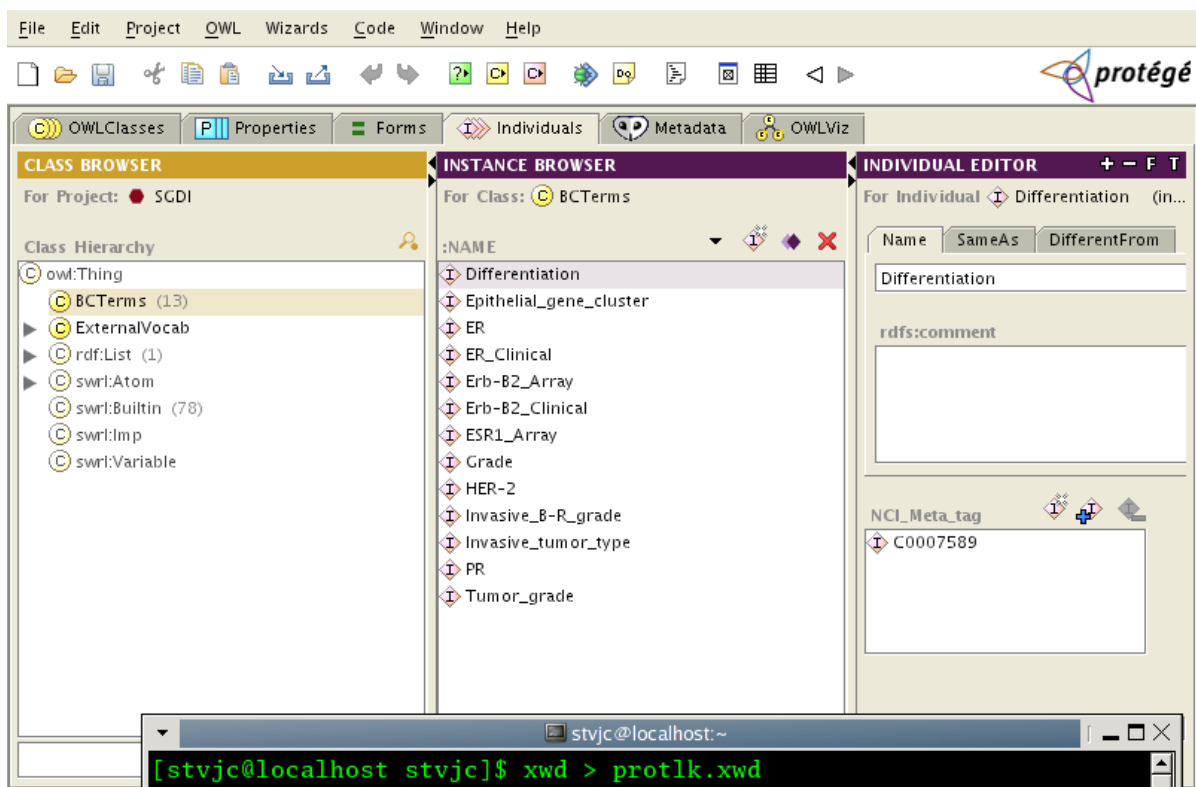 File Edit Project OWL Wizards Code Window Help
protégé
OWLClasses Properties Forms Individuals Metadata OWLViz
CLASS BROWSER
For Project: SGDI
Class Hierarchy
owl:Thing
BCTerms (13)
ExternalVocab
rdf:List (1)
swrl:Atom
swrl:Builtin (78)
swrl:Imp
swrl:Variable
INSTANCE BROWSER
For Class: BCTerms
:NAME
Differentiation
Epithelial_gene_cluster
ER
ER_Clinical
Erb-B2_Array
Erb-B2_Clinical
ESR1_Array
Grade
HER-2
Invasive_B-R_grade
Invasive_tumor_type
PR
Tumor_grade
INDIVIDUAL EDITOR + − F T
For Individual Differentiation (in...
Name SameAs DifferentFrom
Differentiation
rdfs:comment
NCI_Meta_tag
C0007589
stvjc@localhost:~
[stvjc@localhost stvjc]$ xwd > protlk.xwd